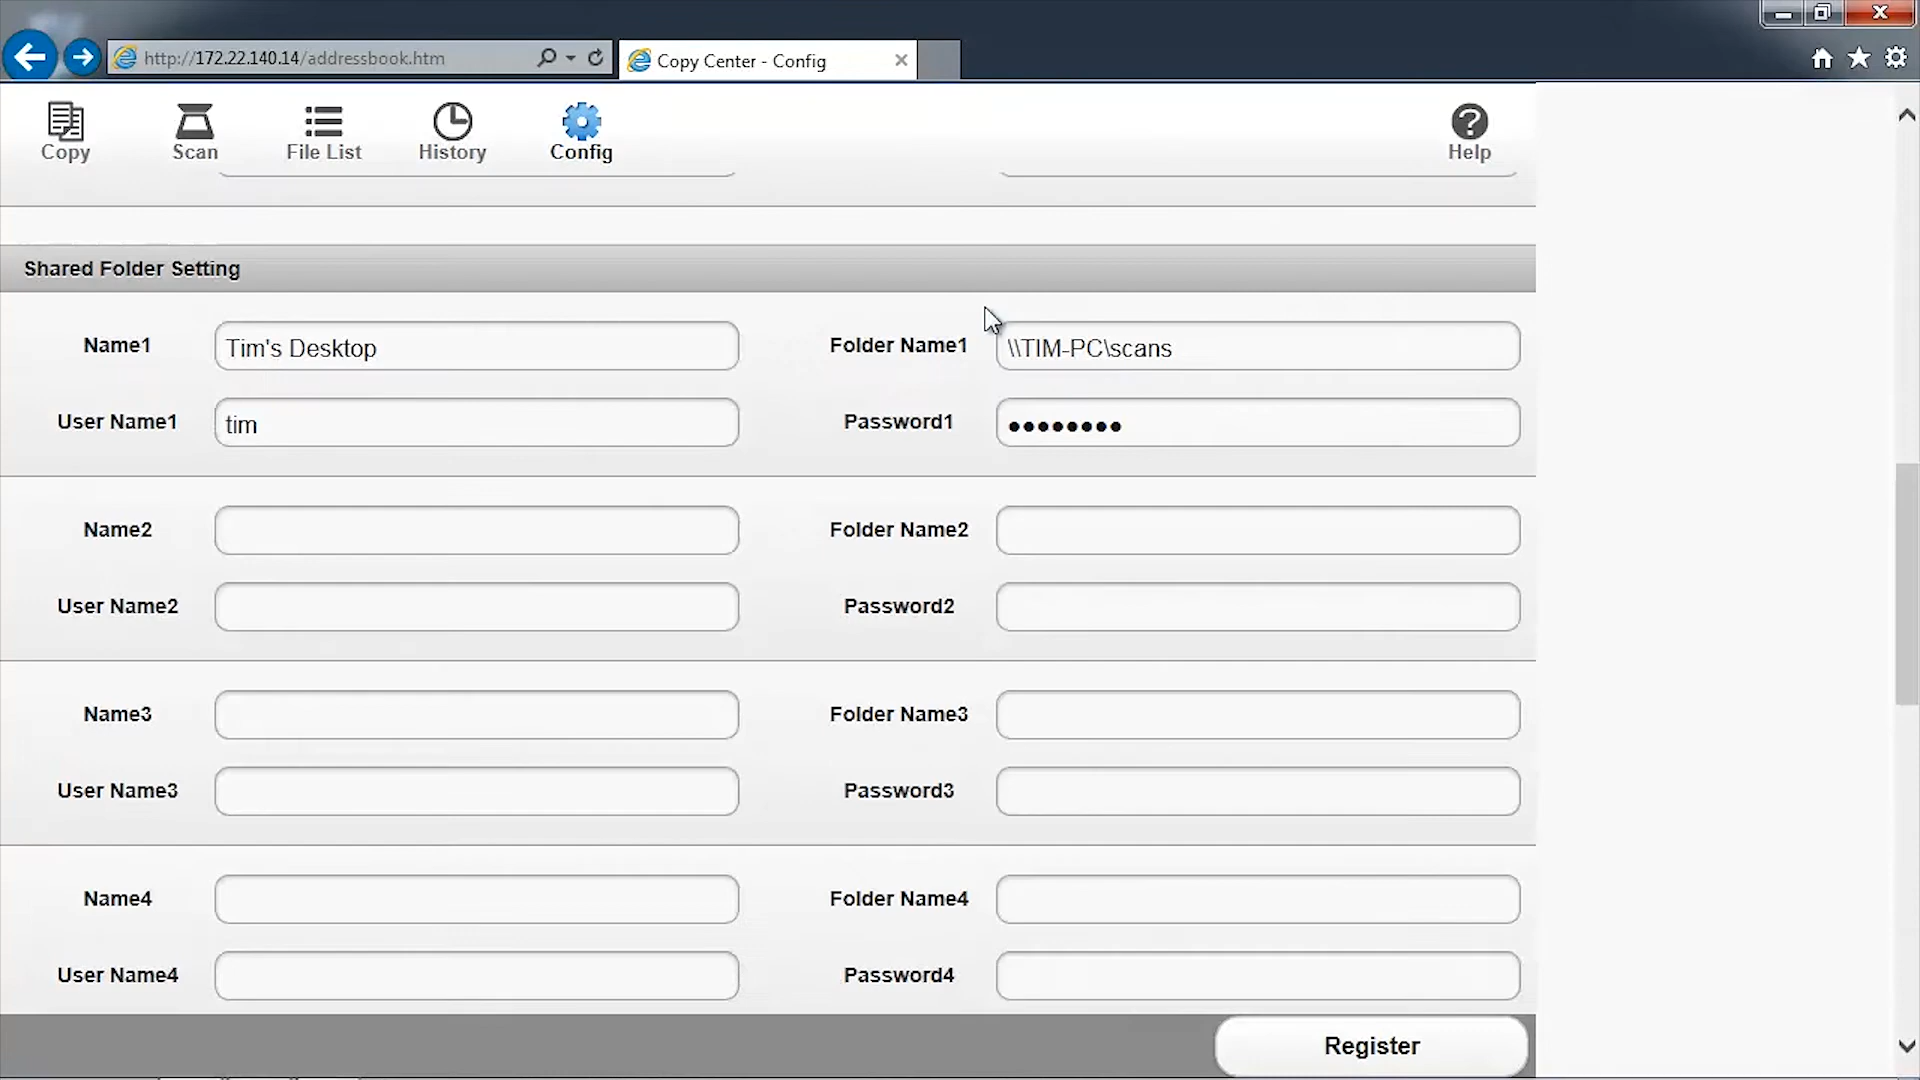 http://172.22.140.14/addressbook.htm
Copy Center - Config
Copy
Scan
File List
History
Config
Help
Shared Folder Setting
Name1
Tim's Desktop
Folder Name1
\\TIM-PC\scans
User Name1
tim
Password1
••••••••
Name2
Folder Name2
User Name2
Password2
Name3
Folder Name3
User Name3
Password3
Name4
Folder Name4
User Name4
Password4
Register